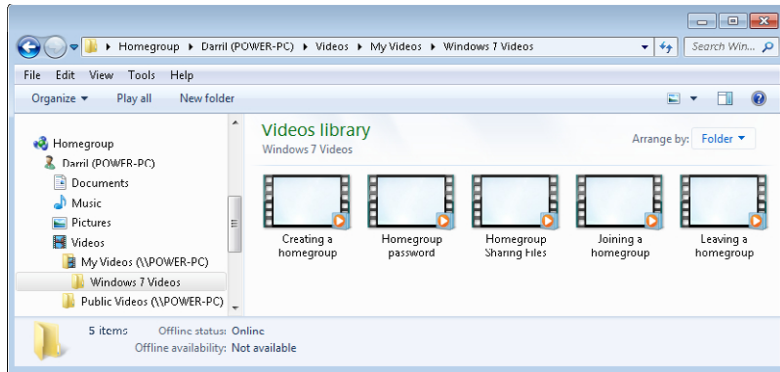 Homegroup Darril (POWER-PC) Videos My Videos Windows 7 Videos
Search Win...
File Edit View Tools Help
Organize Play all New folder
Homegroup
Darril (POWER-PC)
Documents
Music
Pictures
Videos
My Videos (\\POWER-PC)
Windows 7 Videos
Public Videos (\\POWER-PC)
Videos library
Windows 7 Videos
Arrange by: Folder
Creating a
homegroup
Homegroup
password
Homegroup
Sharing Files
Joining a
homegroup
Leaving a
homegroup
5 items Offline status: Online
Offline availability: Not available